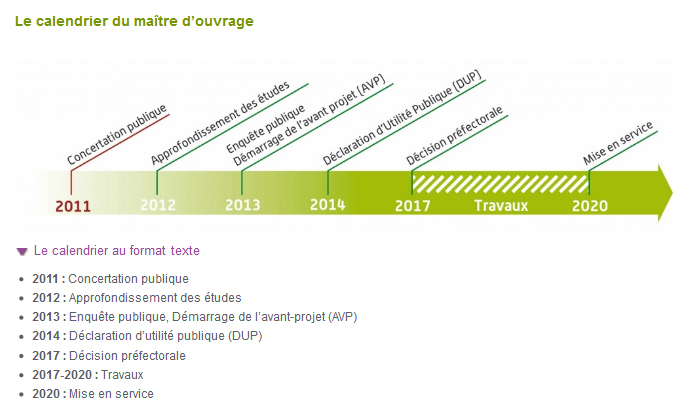 Le calendrier du maître d’ouvrage
Concertation publique
Approfondissement des études
Enquête publique
Démarrage de l’avant projet (AVP)
Déclaration d’Utilité Publique (DUP)
Décision préfectorale
Mise en service
2011 2012 2013 2014 2017 Travaux 2020
Le calendrier au format texte
2011 : Concertation publique
2012 : Approfondissement des études
2013 : Enquête publique, Démarrage de l’avant-projet (AVP)
2014 : Déclaration d’utilité publique (DUP)
2017 : Décision préfectorale
2017-2020 : Travaux
2020 : Mise en service